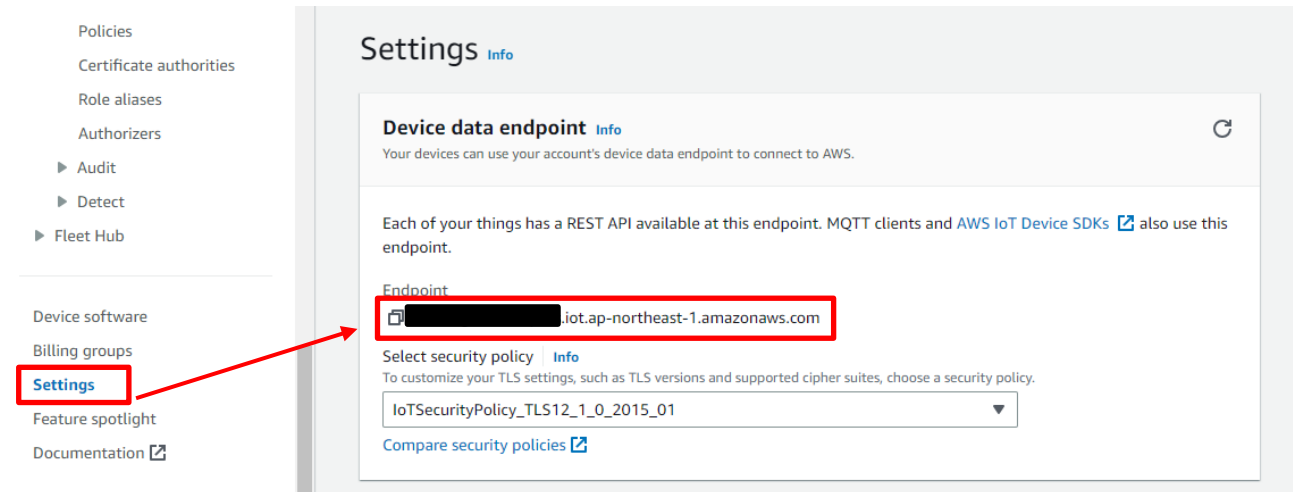 Policies
Certificate authorities
Role aliases
Authorizers
Audit
Detect
Fleet Hub
Device software
Billing groups
Settings
Feature spotlight
Documentation
Settings Info
Device data endpoint Info
Your devices can use your account's device data endpoint to connect to AWS.
Each of your things has a REST API available at this endpoint. MQTT clients and AWS IoT Device SDKs also use this
endpoint.
Endpoint
.iot.ap-northeast-1.amazonaws.com
Select security policy Info
To customize your TLS settings, such as TLS versions and supported cipher suites, choose a security policy.
IoTSecurityPolicy_TLS12_1_0_2015_01
Compare security policies